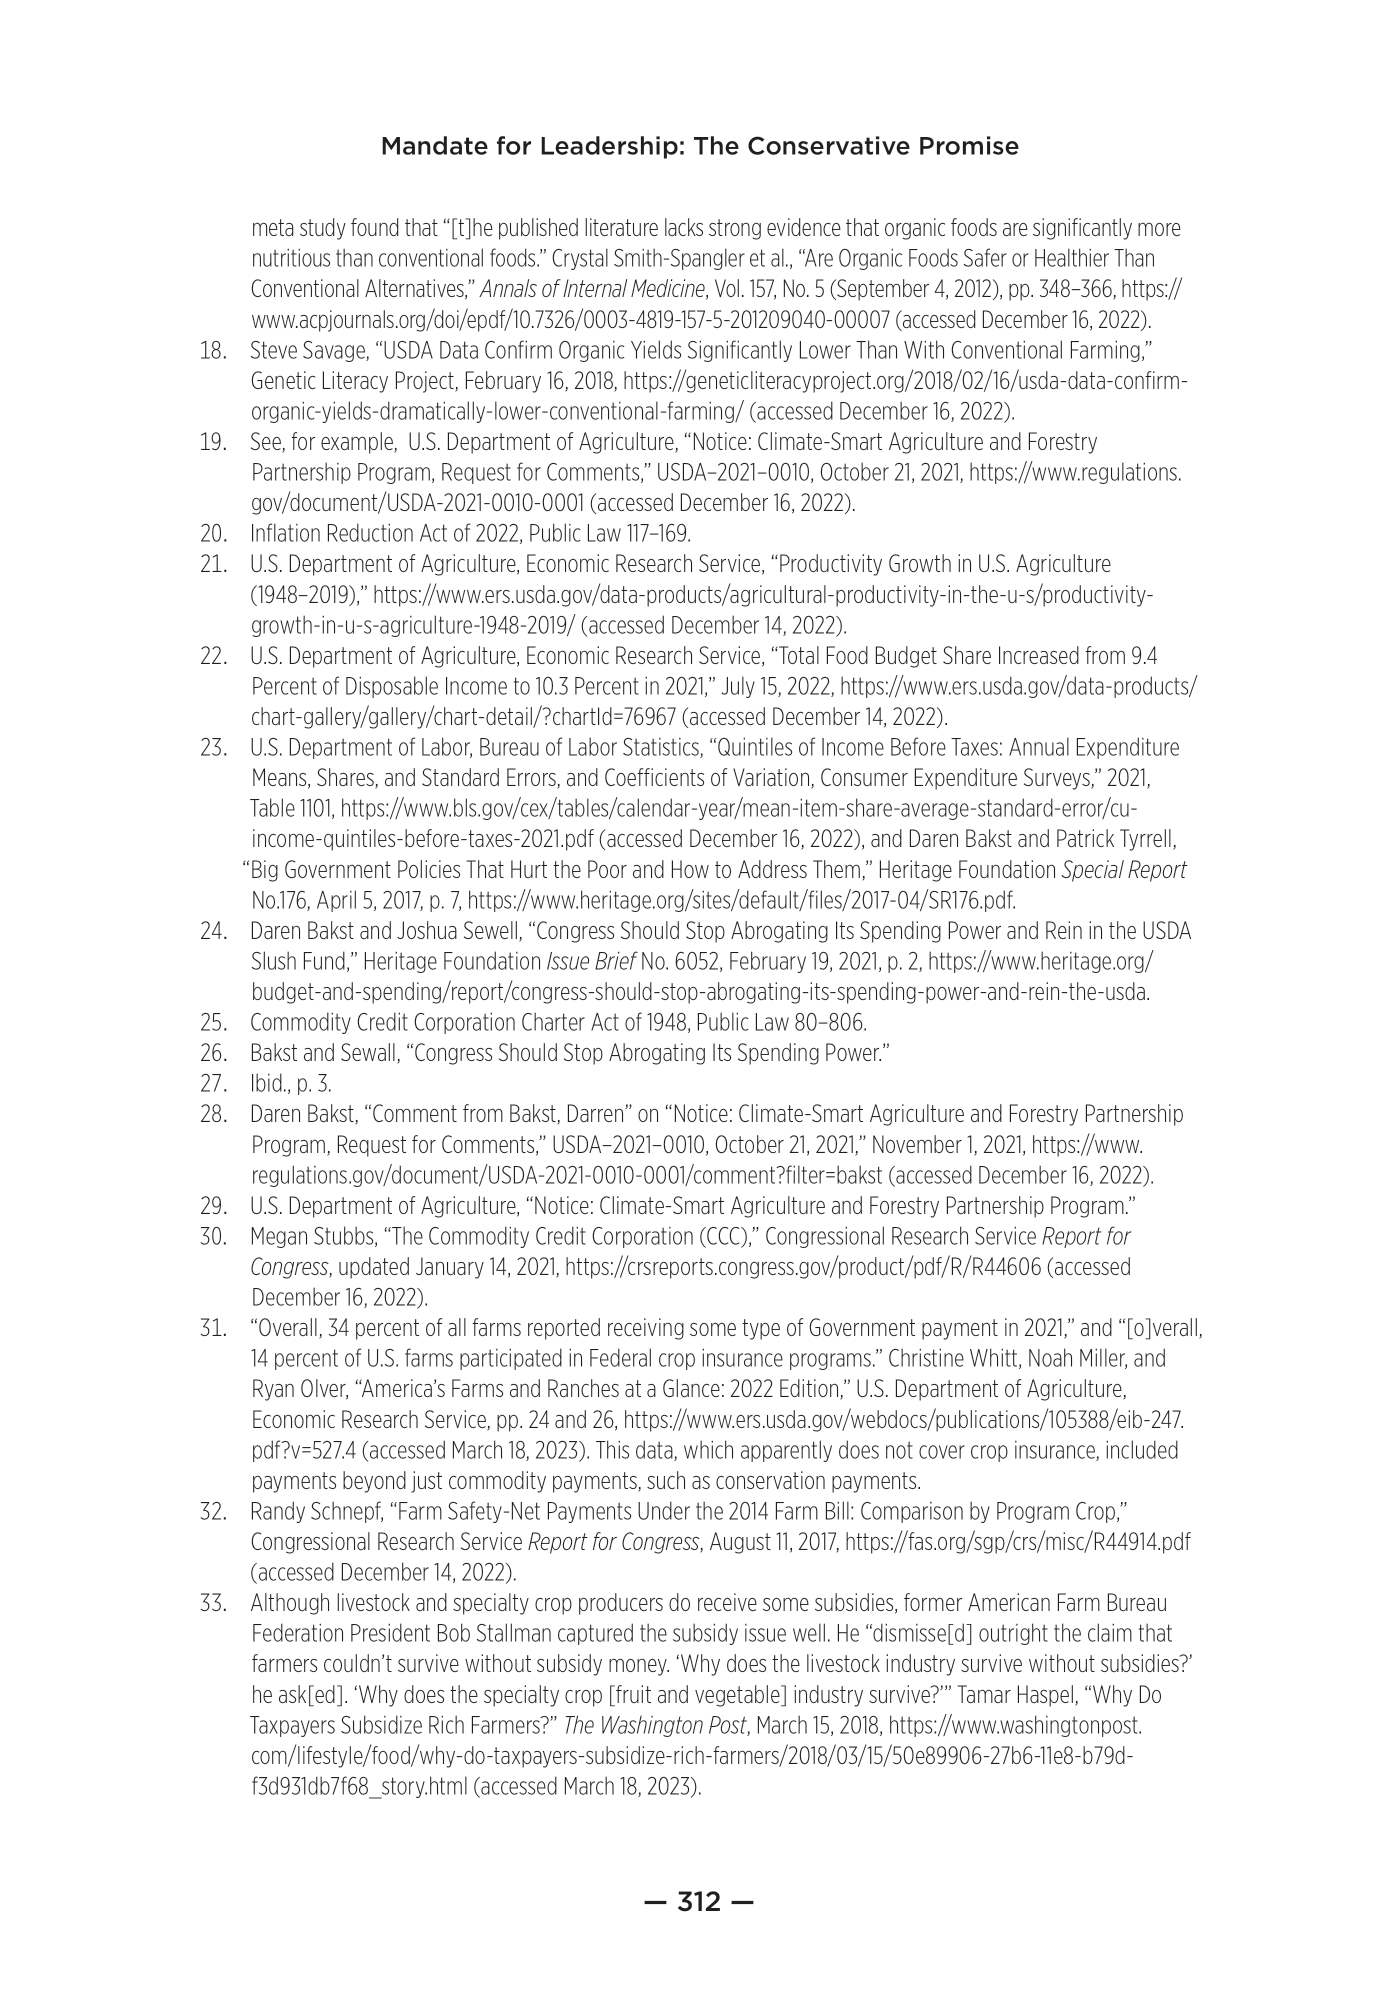 Mandate for Leadership: The Conservative Promise
meta study found that “[t]he published literature lacks strong evidence that organic foods are significantly more
nutritious than conventional foods.” Crystal Smith-Spangler et al., “Are Organic Foods Safer or Healthier Than
Conventional Alternatives,” Annals of Internal Medicine, Vol. 157, No. 5 (September 4, 2012), pp. 348–366, https://
www.acpjournals.org/doi/epdf/10.7326/0003-4819-157-5-201209040-00007 (accessed December 16, 2022).
18. Steve Savage, “USDA Data Confirm Organic Yields Significantly Lower Than With Conventional Farming,”
Genetic Literacy Project, February 16, 2018, https://geneticliteracyproject.org/2018/02/16/usda-data-confirm-
organic-yields-dramatically-lower-conventional-farming/ (accessed December 16, 2022).
19. See, for example,  U.S. Department of Agriculture, “Notice: Climate-Smart Agriculture and Forestry
Partnership Program, Request for Comments,” USDA–2021–0010, October 21, 2021, https://www.regulations.
gov/document/USDA-2021-0010-0001 (accessed December 16, 2022).
20. Inflation Reduction Act of 2022, Public Law 117–169.
21. U.S. Department of Agriculture, Economic Research Service, “Productivity Growth in U.S. Agriculture
(1948–2019),” https://www.ers.usda.gov/data-products/agricultural-productivity-in-the-u-s/productivity-
growth-in-u-s-agriculture-1948-2019/ (accessed December 14, 2022).
22. U.S. Department of Agriculture, Economic Research Service, “Total Food Budget Share Increased from 9.4
Percent of Disposable Income to 10.3 Percent in 2021,” July 15, 2022, https://www.ers.usda.gov/data-products/
chart-gallery/gallery/chart-detail/?chartId=76967 (accessed December 14, 2022).
23. U.S. Department of Labor, Bureau of Labor Statistics, “Quintiles of Income Before Taxes: Annual Expenditure
Means, Shares, and Standard Errors, and Coefficients of Variation, Consumer Expenditure Surveys,” 2021,
Table 1101, https://www.bls.gov/cex/tables/calendar-year/mean-item-share-average-standard-error/cu-
income-quintiles-before-taxes-2021.pdf (accessed December 16, 2022), and Daren Bakst and Patrick Tyrrell,
“Big Government Policies That Hurt the Poor and How to Address Them,” Heritage Foundation Special Report
No.176, April 5, 2017, p. 7, https://www.heritage.org/sites/default/files/2017-04/SR176.pdf.
24. Daren Bakst and Joshua Sewell, “Congress Should Stop Abrogating Its Spending Power and Rein in the USDA
Slush Fund,” Heritage Foundation Issue Brief No. 6052, February 19, 2021, p. 2, https://www.heritage.org/
budget-and-spending/report/congress-should-stop-abrogating-its-spending-power-and-rein-the-usda.
25. Commodity Credit Corporation Charter Act of 1948, Public Law 80–806.
26. Bakst and Sewall, “Congress Should Stop Abrogating Its Spending Power.”
27. Ibid., p. 3.
28. Daren Bakst, “Comment from Bakst, Darren” on “Notice: Climate-Smart Agriculture and Forestry Partnership
Program, Request for Comments,” USDA–2021–0010, October 21, 2021,” November 1, 2021, https://www.
regulations.gov/document/USDA-2021-0010-0001/comment?filter=bakst (accessed December 16, 2022).
29. U.S. Department of Agriculture, “Notice: Climate-Smart Agriculture and Forestry Partnership Program.”
30. Megan Stubbs, “The Commodity Credit Corporation (CCC),” Congressional Research Service Report for
Congress, updated January 14, 2021, https://crsreports.congress.gov/product/pdf/R/R44606 (accessed
December 16, 2022).
31. “Overall, 34 percent of all farms reported receiving some type of Government payment in 2021,” and “[o]verall,
14 percent of U.S. farms participated in Federal crop insurance programs.” Christine Whitt, Noah Miller, and
Ryan Olver, “America’s Farms and Ranches at a Glance: 2022 Edition,” U.S. Department of Agriculture,
Economic Research Service, pp. 24 and 26, https://www.ers.usda.gov/webdocs/publications/105388/eib-247.
pdf?v=527.4 (accessed March 18, 2023). This data, which apparently does not cover crop insurance, included
payments beyond just commodity payments, such as conservation payments.
32. Randy Schnepf, “Farm Safety-Net Payments Under the 2014 Farm Bill: Comparison by Program Crop,”
Congressional Research Service Report for Congress, August 11, 2017, https://fas.org/sgp/crs/misc/R44914.pdf
(accessed December 14, 2022).
33. Although livestock and specialty crop producers do receive some subsidies, former American Farm Bureau
Federation President Bob Stallman captured the subsidy issue well. He “dismisse[d] outright the claim that
farmers couldn’t survive without subsidy money. ‘Why does the livestock industry survive without subsidies?’
he ask[ed]. ‘Why does the specialty crop [fruit and vegetable] industry survive?’” Tamar Haspel, “Why Do
Taxpayers Subsidize Rich Farmers?” The Washington Post, March 15, 2018, https://www.washingtonpost.
com/lifestyle/food/why-do-taxpayers-subsidize-rich-farmers/2018/03/15/50e89906-27b6-11e8-b79d-
f3d931db7f68_story.html (accessed March 18, 2023).
— 312 —